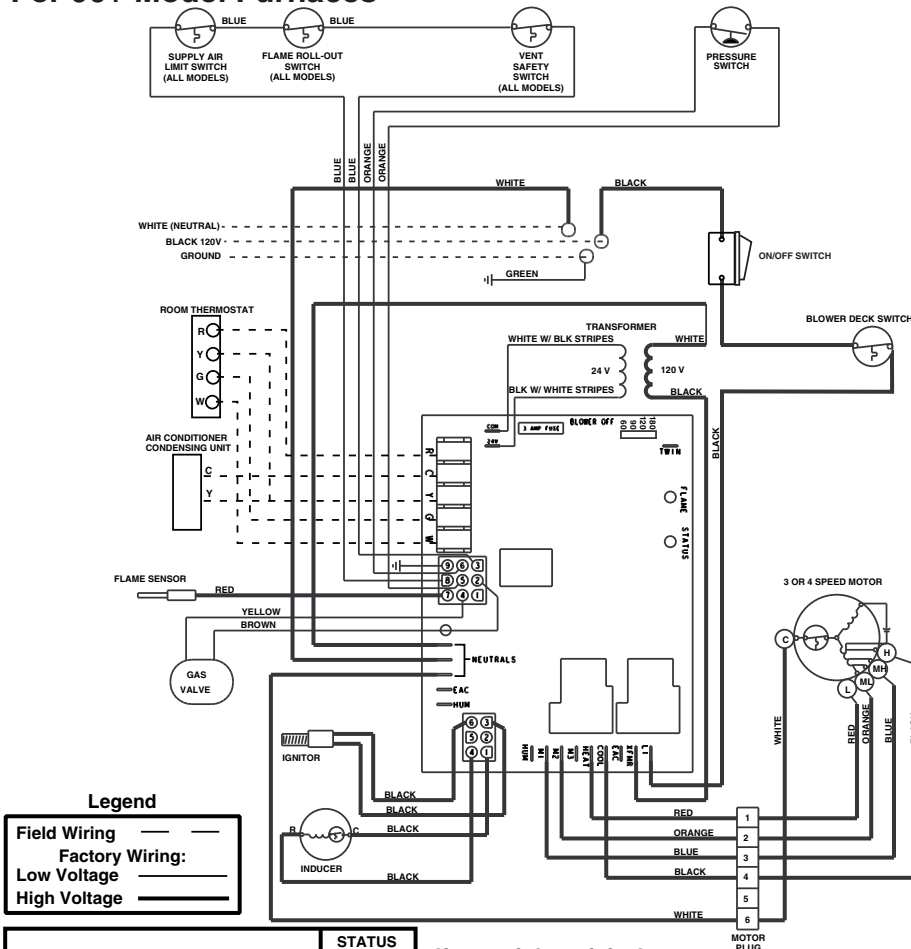 BLUE
BLUE
SUPPLY AIR
LIMIT SWITCH
(ALL MODELS)
FLAME ROLL-OUT
SWITCH
(ALL MODELS)
VENT
SAFETY
SWITCH
(ALL MODELS)
PRESSURE
SWITCH
BLUE
BLUE
ORANGE
ORANGE
WHITE
BLACK
WHITE (NEUTRAL)
BLACK 120V
GROUND
GREEN
ON/OFF SWITCH
ROOM THERMOSTAT
R
Y
G
W
BLOWER DECK SWITCH
TRANSFORMER
WHITE W/ BLK STRIPES
WHITE
24 V
120 V
BLK W/ WHITE STRIPES
BLACK
BLACK
AIR CONDITIONER
CONDENSING UNIT
C
Y
COM
24V
3 AMP FUSE
BLOWER OFF
60
90
120
180
TWIN
R
C
Y
G
W
FLAME
STATUS
9 6 3
8 5 2
7 4 1
FLAME SENSOR
RED
YELLOW
BROWN
GAS
VALVE
NEUTRALS
EAC
HUM
6 3
5 2
4 1
3 OR 4 SPEED MOTOR
C
H
MH
ML
L
WHITE
RED
ORANGE
BLUE
IGNITOR
HUM
M1
M2
M3
HEAT
COOL
EAC
XFMR
L1
BLACK
BLACK
BLACK
R
C
INDUCER
BLACK
RED
ORANGE
BLUE
BLACK
WHITE
1
2
3
4
5
6
MOTOR
PLUG
Legend
Field Wiring
Factory Wiring:
Low Voltage
High Voltage
STATUS